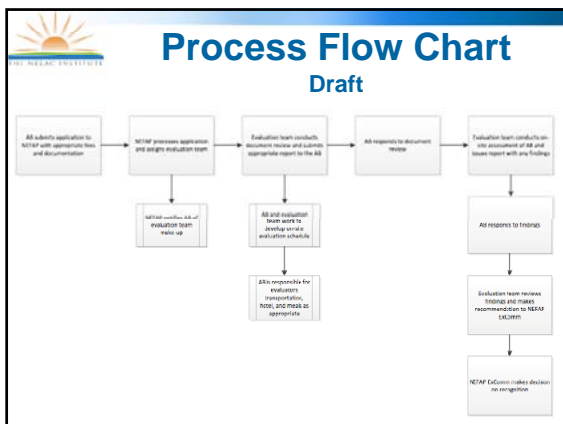 THE NELAC INSTITUTE
Process Flow Chart
Draft
AB submits application to
NEFAP with appropriate fees
and documentation
NEFAP processes application
and assigns evaluation team
Evaluation team conducts
document review and submits
appropriate report to the AB
AB responds to document
review
Evaluation team conducts on-
site assessment of AB and
issues report with any findings
NEFAP notifies AB of
evaluation team
make up
AB and evaluation
team work to
develop onsite
evaluation schedule
AB responds to findings
AB is responsible for
evaluators
transportation,
hotel, and meals as
appropriate
Evaluation team reviews
findings and makes
recommendation to NEFAP
ExComm
NEFAP ExComm makes decision
on recognition